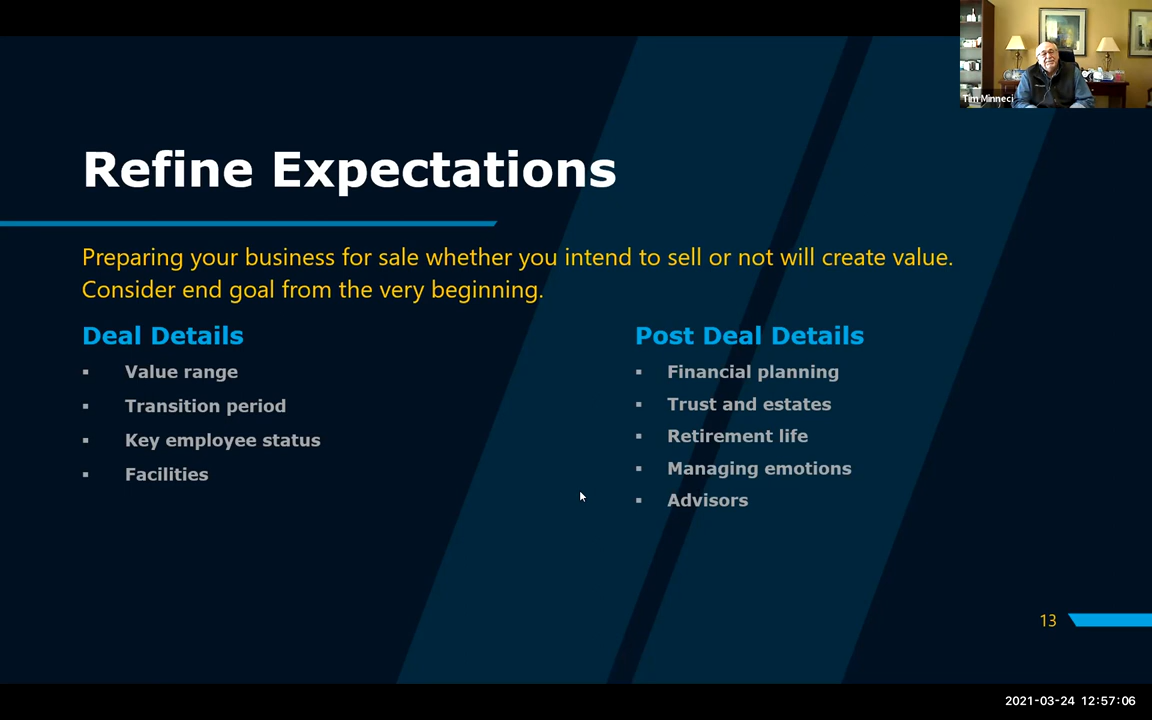 Tim Minneci
Refine Expectations
Preparing your business for sale whether you intend to sell or not will create value.
Consider end goal from the very beginning.
Deal Details
▪ Value range
▪ Transition period
▪ Key employee status
▪ Facilities
Post Deal Details
▪ Financial planning
▪ Trust and estates
▪ Retirement life
▪ Managing emotions
▪ Advisors
13
2021-03-24 12:57:06